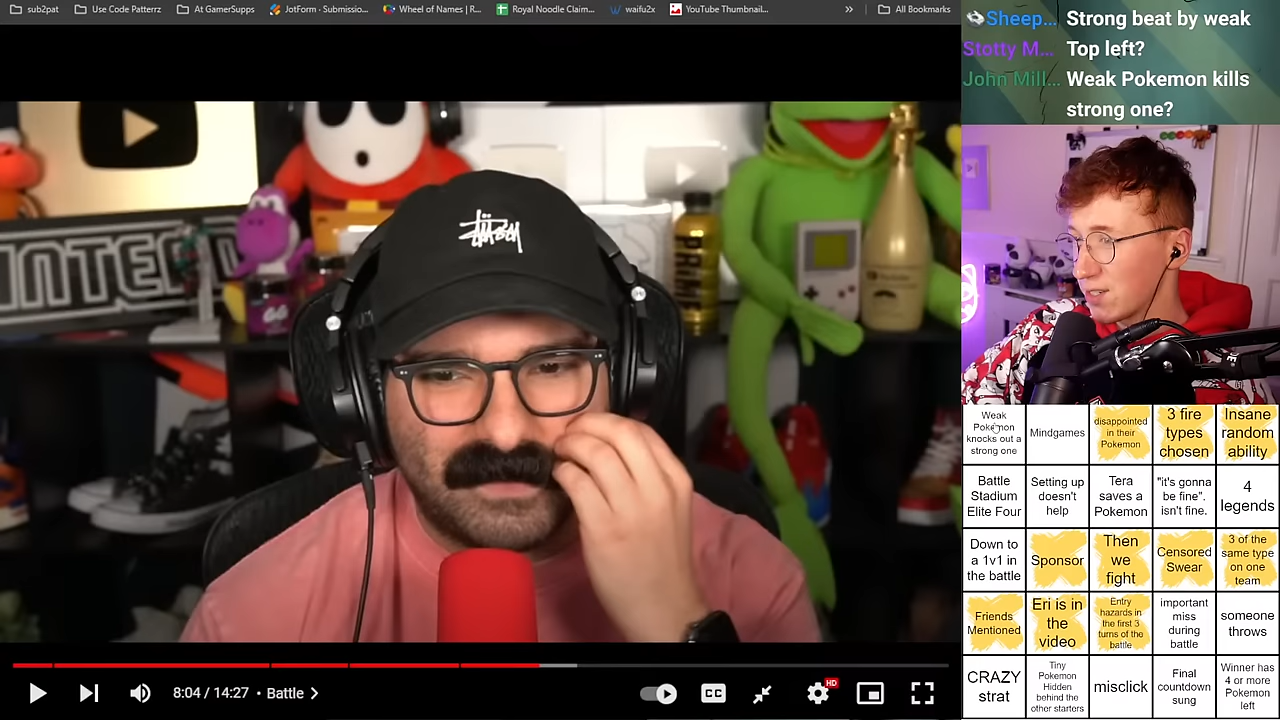 sub2pat
Use Code Patterrz
At GamerSupps
JotForm · Submissio...
Wheel of Names | R...
Royal Noodle Claim...
waifu2x
YouTube Thumbnail...
»
All Bookmarks
Sheep... Strong beat by weak
Stotty M... Top left?
John Mill... Weak Pokemon kills
strong one?
NINTEND
Stüssy
PRIME
GG
Weak
Pokemon
knocks out a
strong one
Mindgames
disappointed
in their
Pokemon
3 fire
types
chosen
Insane
random
ability
Battle
Stadium
Elite Four
Setting up
doesn't
help
Tera
saves a
Pokemon
"it's gonna
be fine".
isn't fine.
4
legends
Down to
a 1v1 in
the battle
Sponsor
Then
we
fight
Censored
Swear
3 of the
same type
on one
team
Friends
Mentioned
Eri is in
the
video
Entry
hazards in
the first 3
turns of the
battle
important
miss
during
battle
someone
throws
CRAZY
strat
Tiny
Pokemon
Hidden
behind the
other starters
misclick
Final
countdown
sung
Winner has
4 or more
Pokemon
left
8:04 / 14:27 • Battle
CC
HD